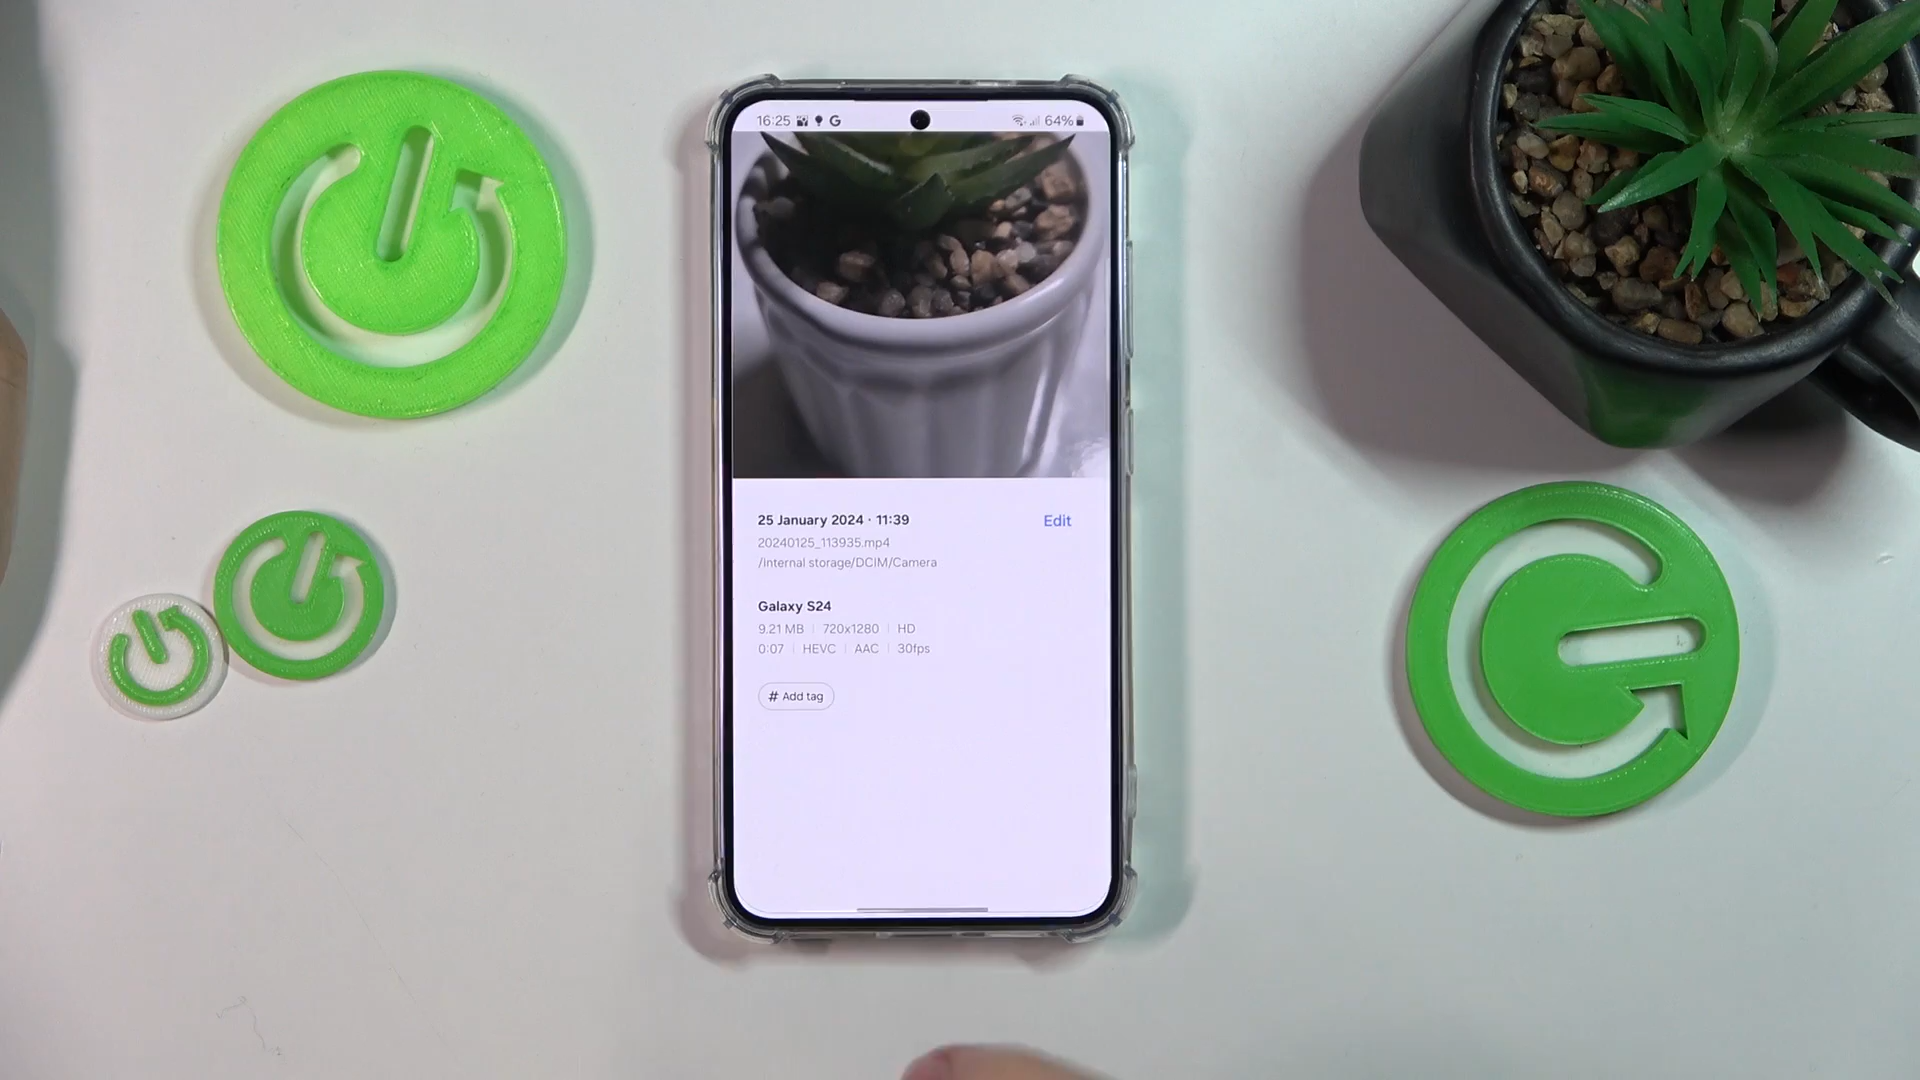 16:25 G 64%
25 January 2024 · 11:39 Edit
20240125_113935.mp4
/Internal storage/DCIM/Camera
Galaxy S24
9.21 MB | 720x1280 | HD
0:07 | HEVC | AAC | 30fps
# Add tag